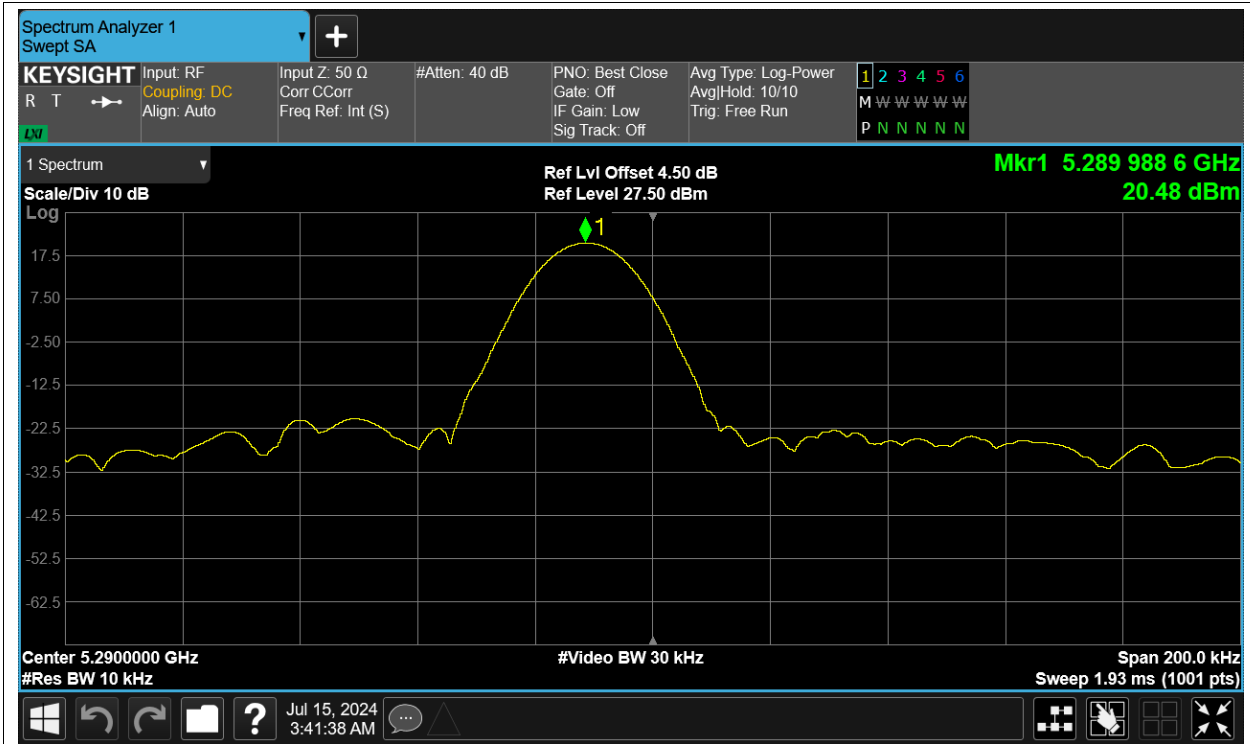 Spectrum Analyzer 1
Swept SA
KEYSIGHT
R T
LXI
Input: RF
Coupling: DC
Align: Auto
Input Z: 50 Ω
Corr CCorr
Freq Ref: Int (S)
#Atten: 40 dB
PNO: Best Close
Gate: Off
IF Gain: Low
Sig Track: Off
Avg Type: Log-Power
Avg|Hold: 10/10
Trig: Free Run
1 2 3 4 5 6
M W W W W W
P N N N N N
1 Spectrum
Scale/Div 10 dB
Ref Lvl Offset 4.50 dB
Ref Level 27.50 dBm
Mkr1 5.289 988 6 GHz
20.48 dBm
Log
1
17.5
7.50
-2.50
-12.5
-22.5
-32.5
-42.5
-52.5
-62.5
Center 5.2900000 GHz
#Video BW 30 kHz
Span 200.0 kHz
#Res BW 10 kHz
Sweep 1.93 ms (1001 pts)
?
Jul 15, 2024
3:41:38 AM